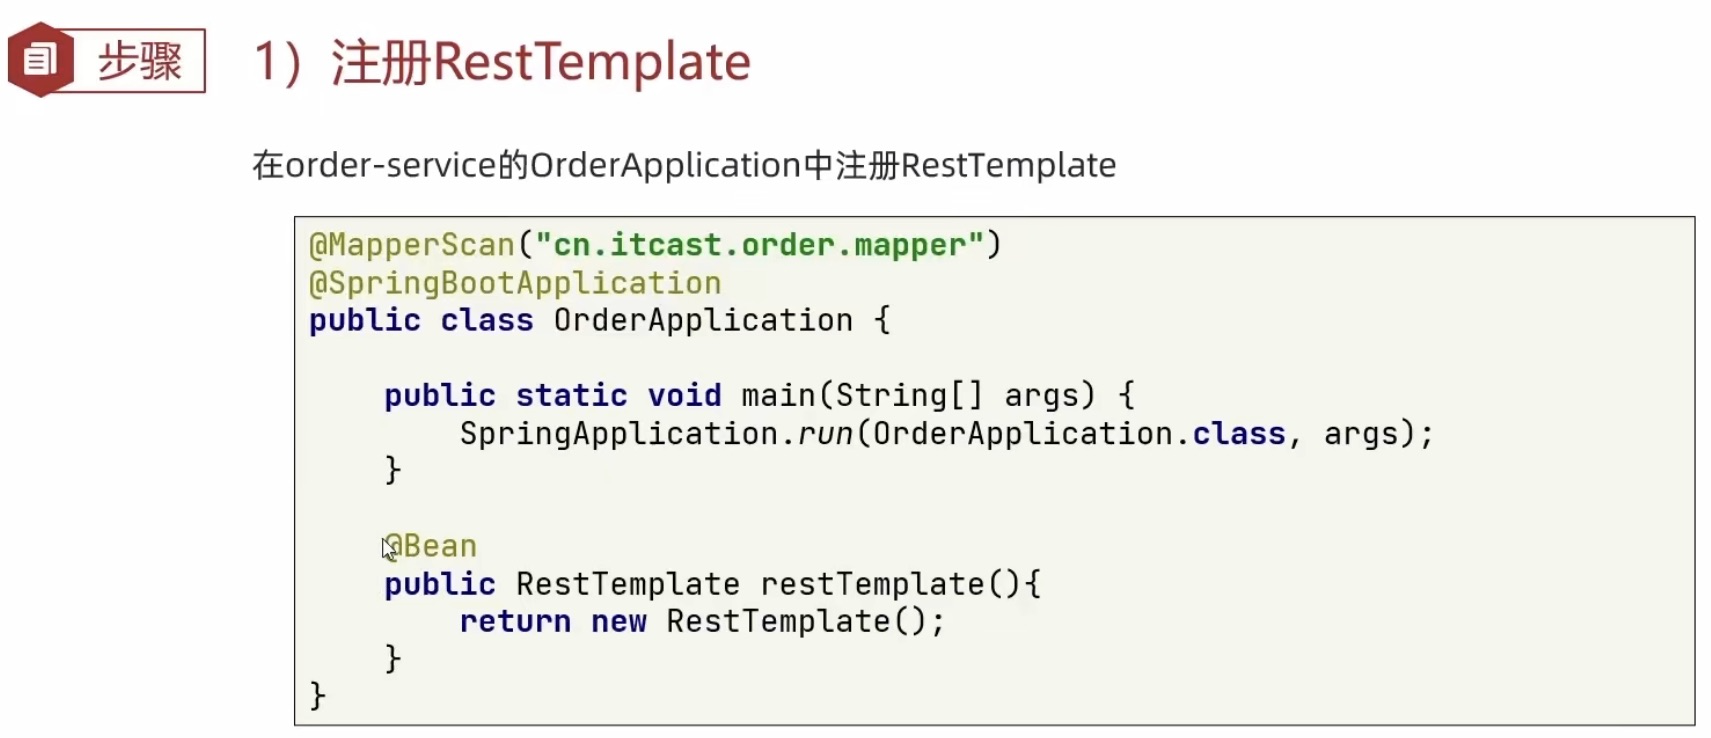 步骤
1）注册RestTemplate
在order-service的OrderApplication中注册RestTemplate
@MapperScan("cn.itcast.order.mapper")
@SpringBootApplication
public class OrderApplication {
public static void main(String[] args) {
SpringApplication.run(OrderApplication.class, args);
}
@Bean
public RestTemplate restTemplate(){
return new RestTemplate();
}
}